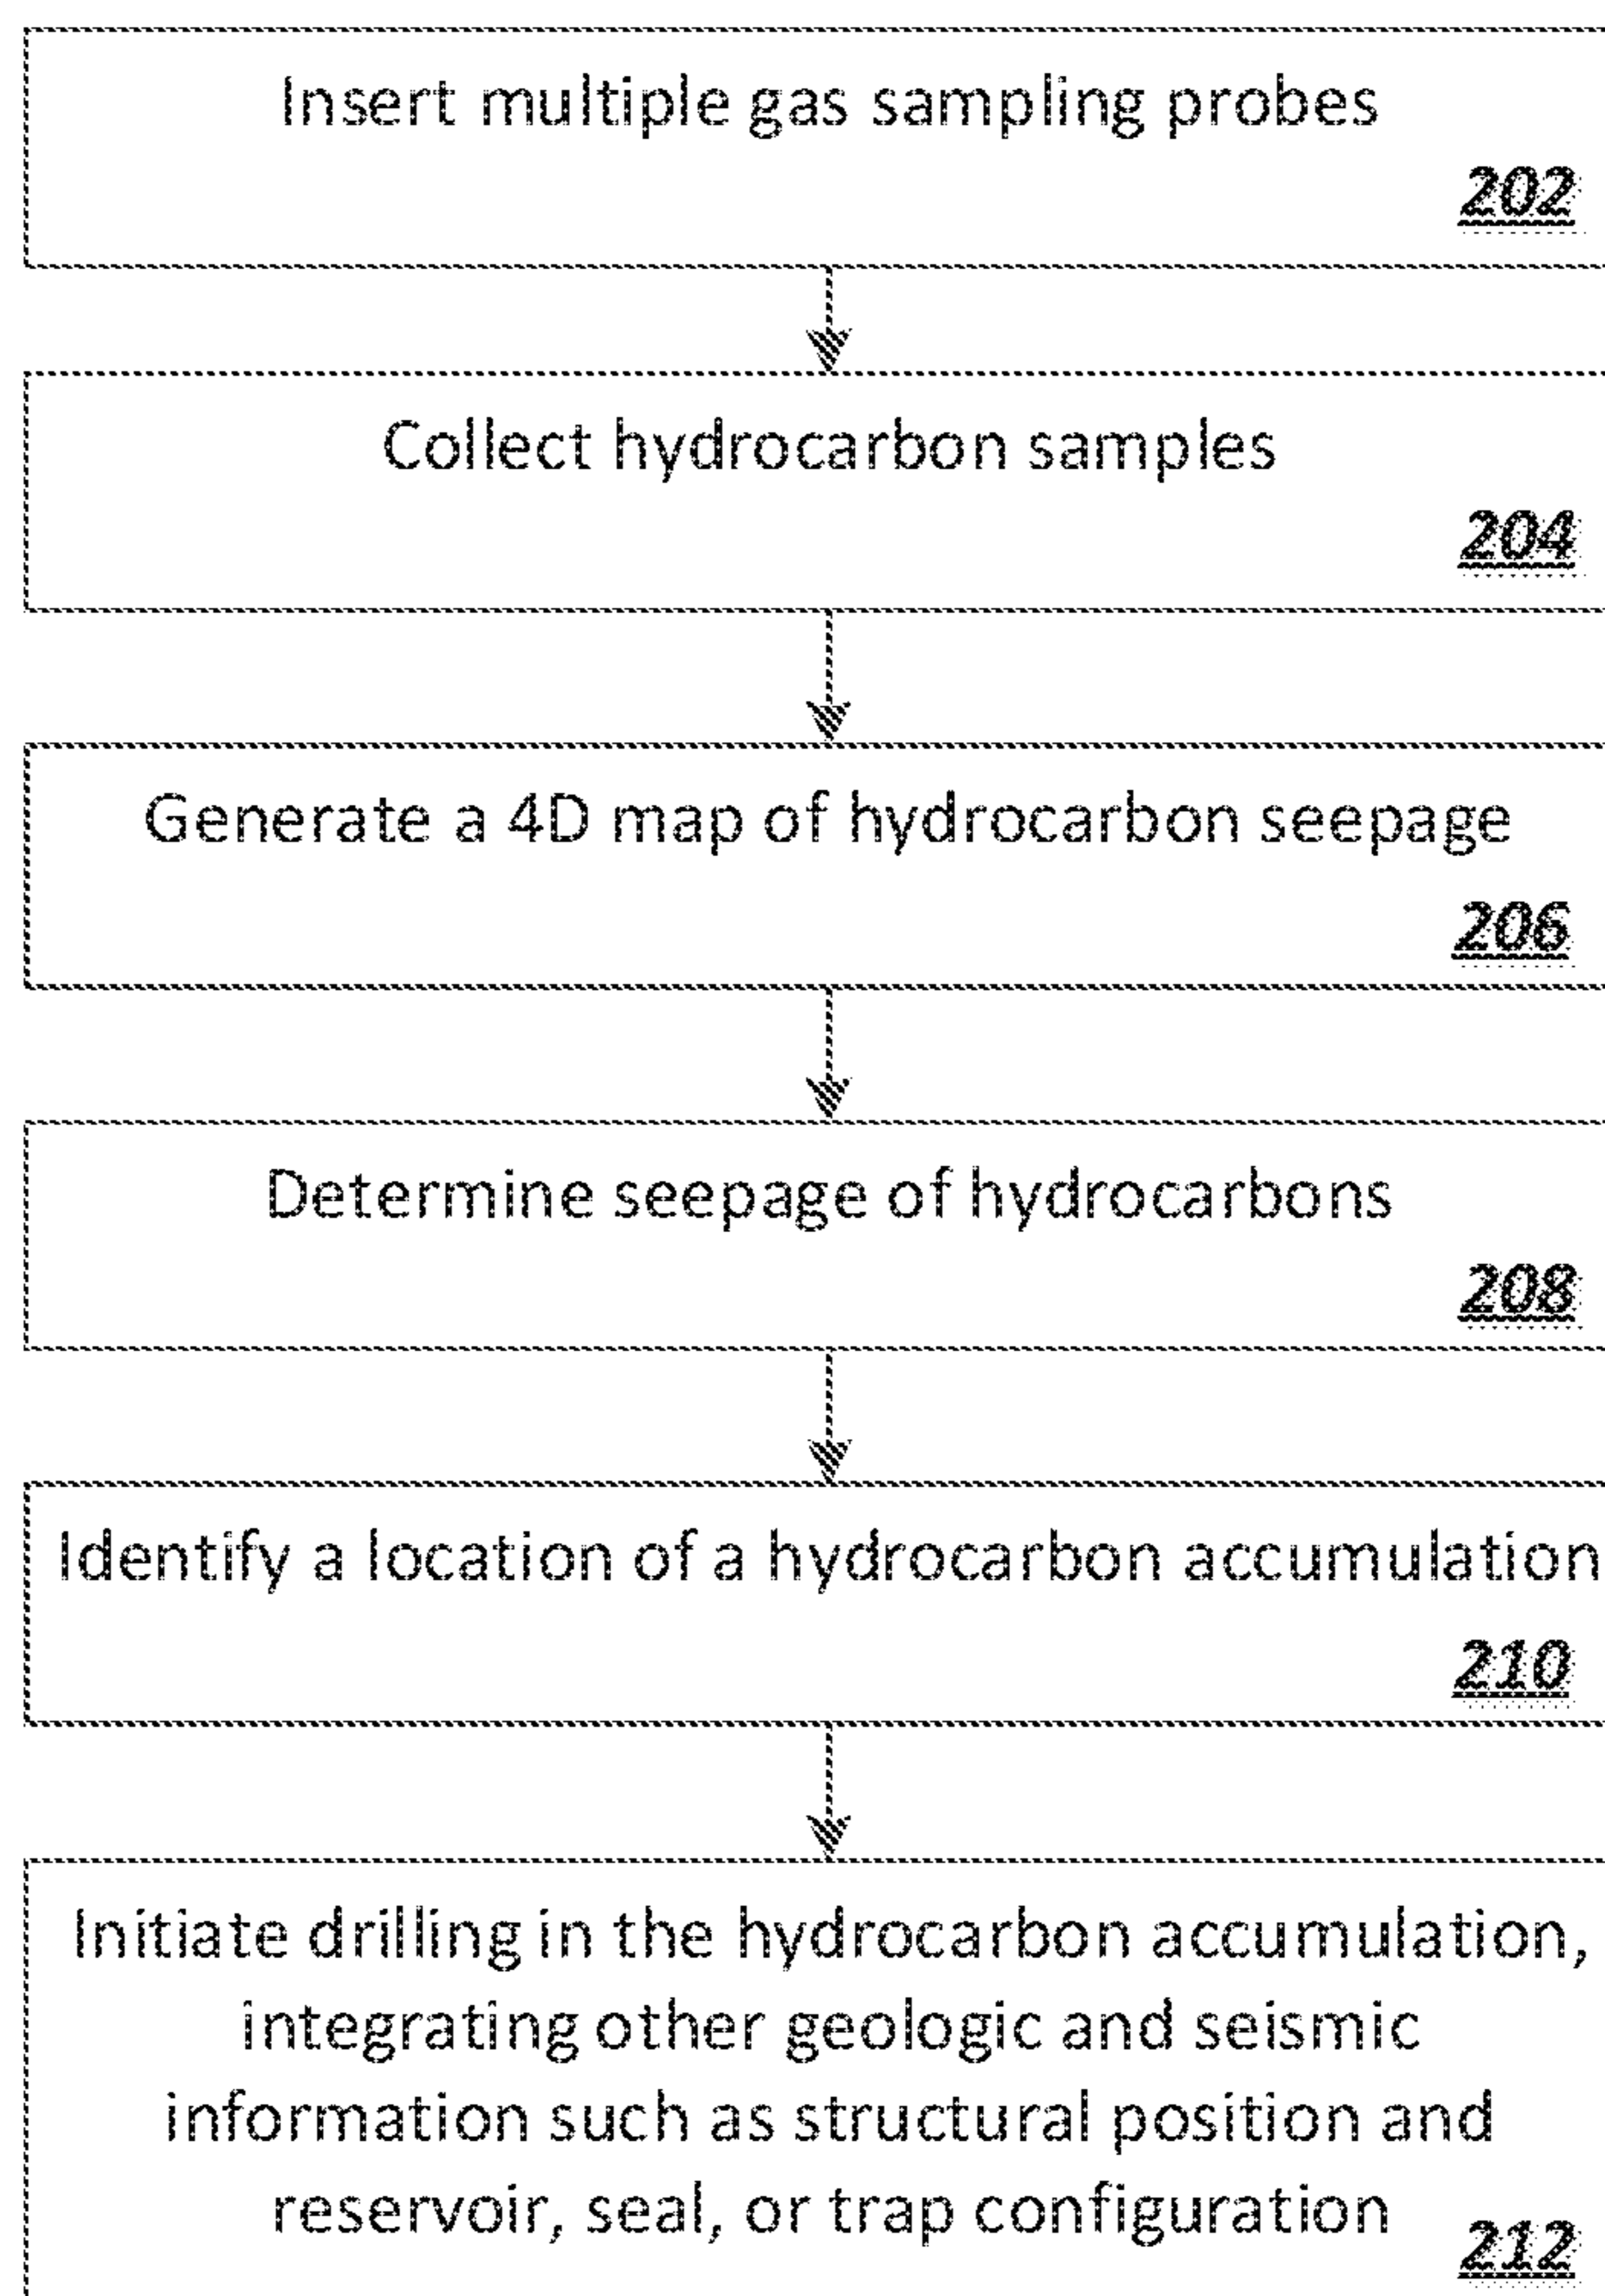 Insert multiple gas sampling probes
202
Collect hydrocarbon samples
204
Generate a 4D map of hydrocarbon seepage
206
Determine seepage of hydrocarbons
208
Identify a location of a hydrocarbon accumulation
210
Initiate drilling in the hydrocarbon accumulation,
integrating other geologic and seismic
information such as structural position and
reservoir, seal, or trap configuration
212